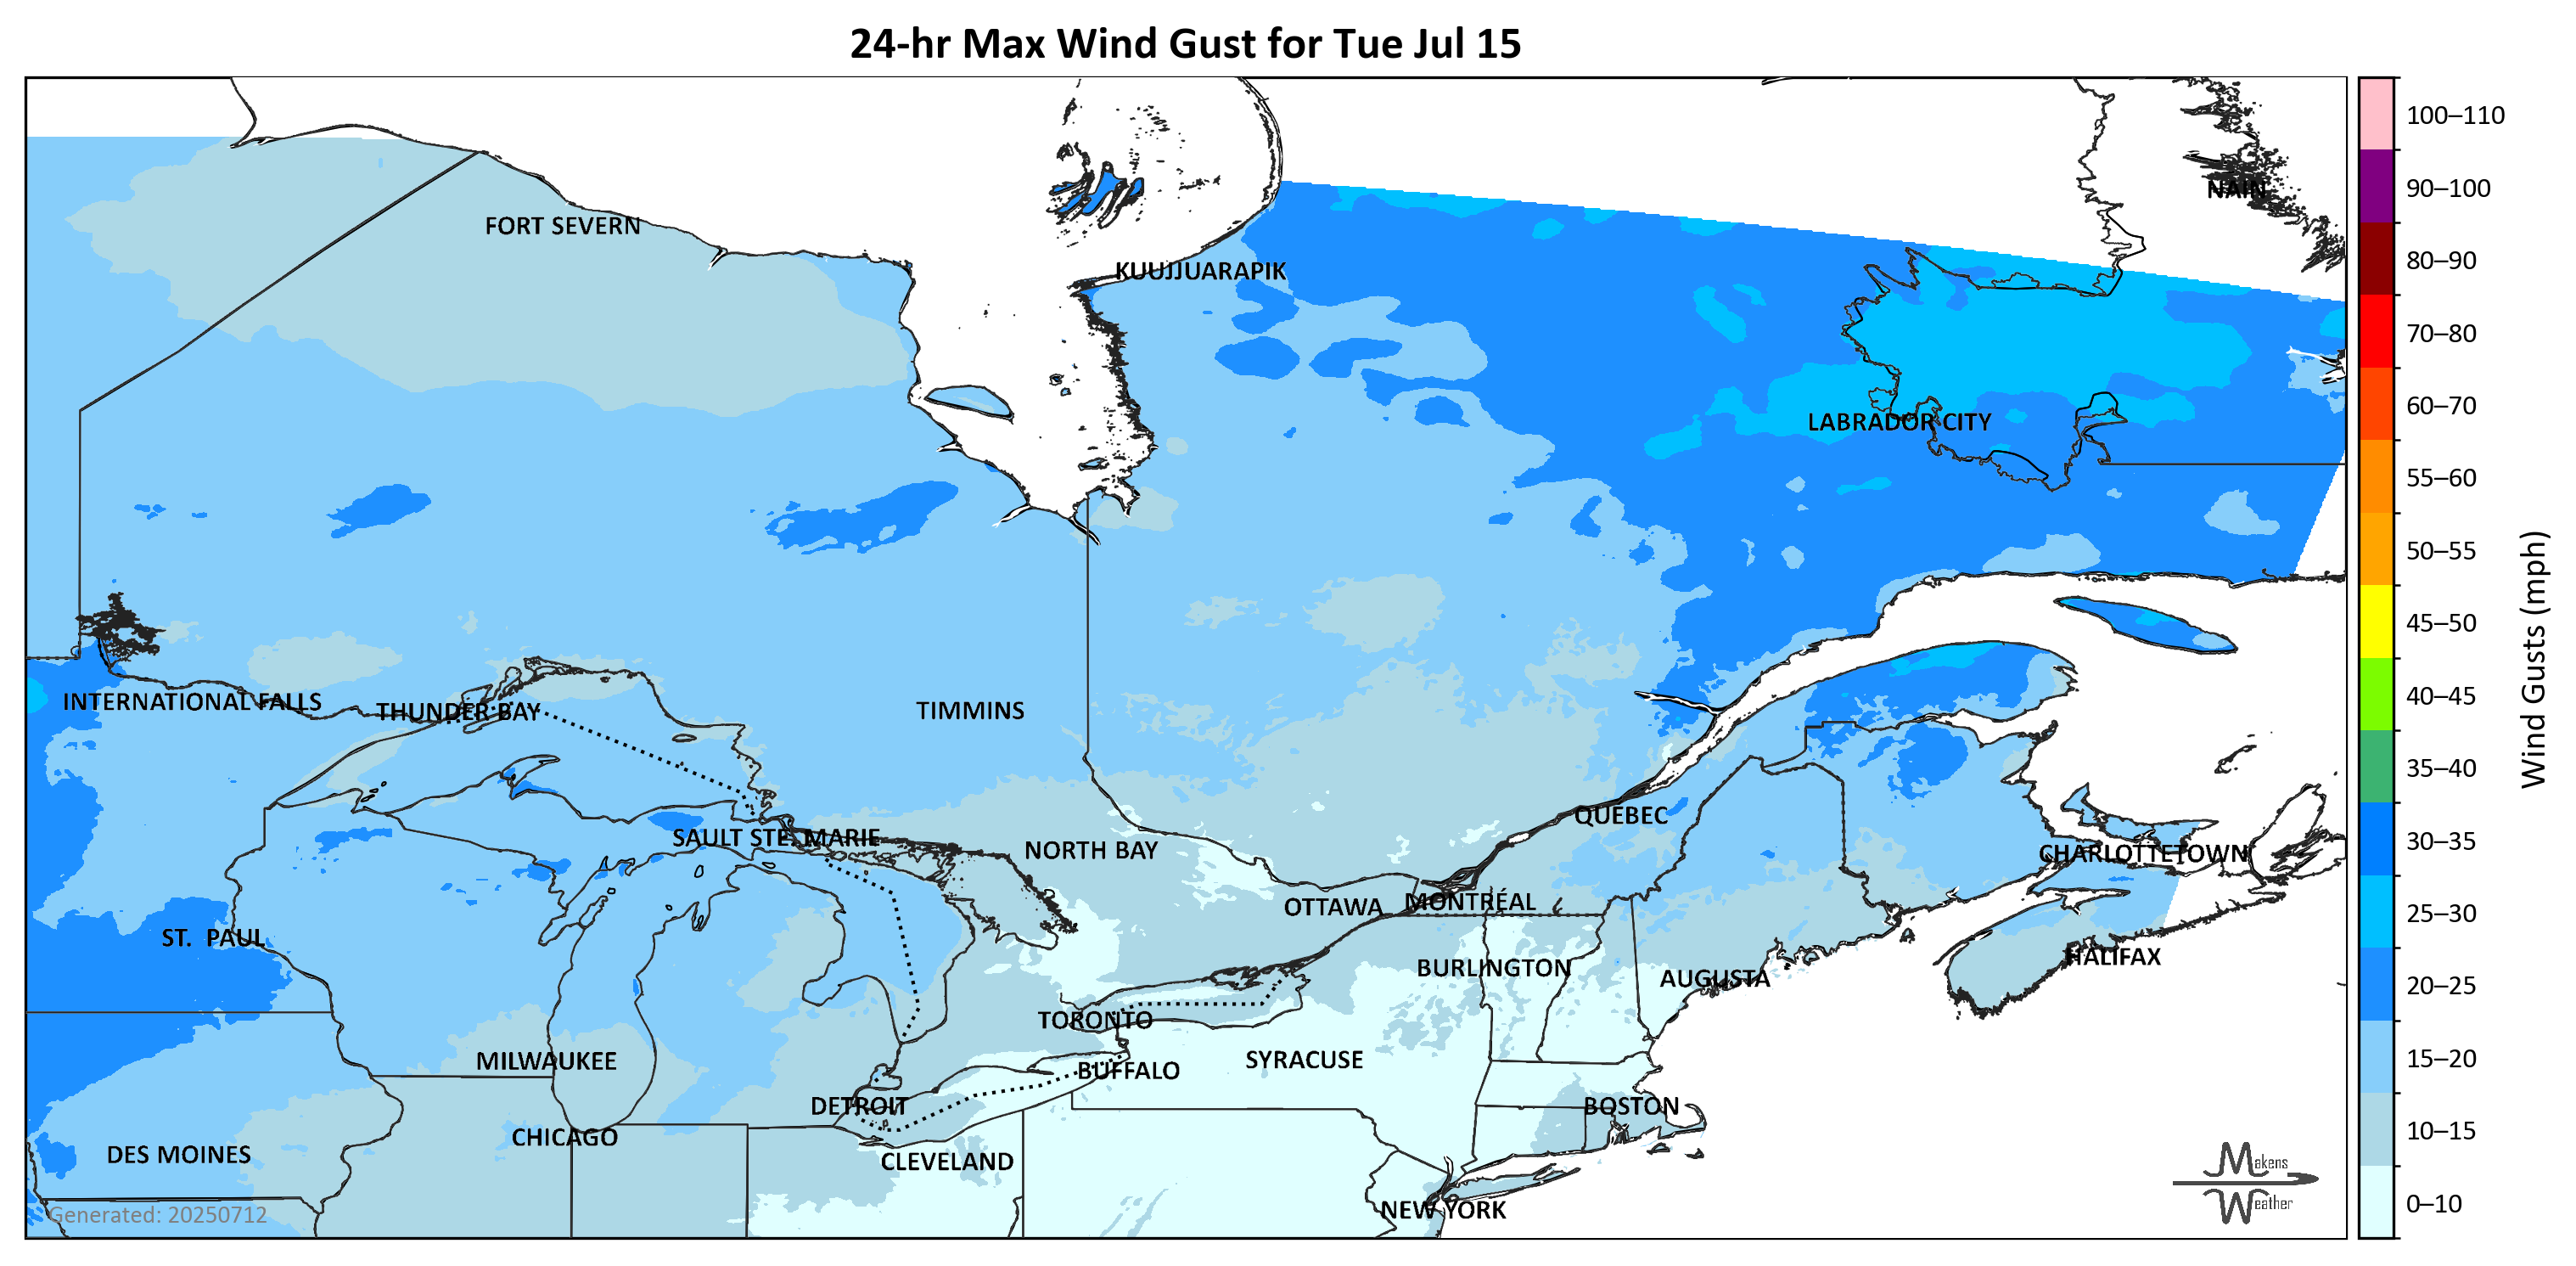 24-hr Max Wind Gust for Tue Jul 15
100–110
90–100
NAIN
FORT SEVERN
80–90
KUUJJUARAPIK
70–80
60–70
LABRADOR CITY
55–60
50–55
45–50
Wind Gusts (mph)
40–45
INTERNATIONAL FALLS
THUNDER BAY
TIMMINS
35–40
QUEBEC
30–35
SAULT STE. MARIE
NORTH BAY
CHARLOTTETOWN
OTTAWA
MONTRÉAL
25–30
ST. PAUL
HALIFAX
BURLINGTON
AUGUSTA
20–25
TORONTO
MILWAUKEE
SYRACUSE
15–20
BUFFALO
DETROIT
BOSTON
CHICAGO
10–15
DES MOINES
CLEVELAND
Makens
Weather
NEW YORK
0–10
Generated: 20250712